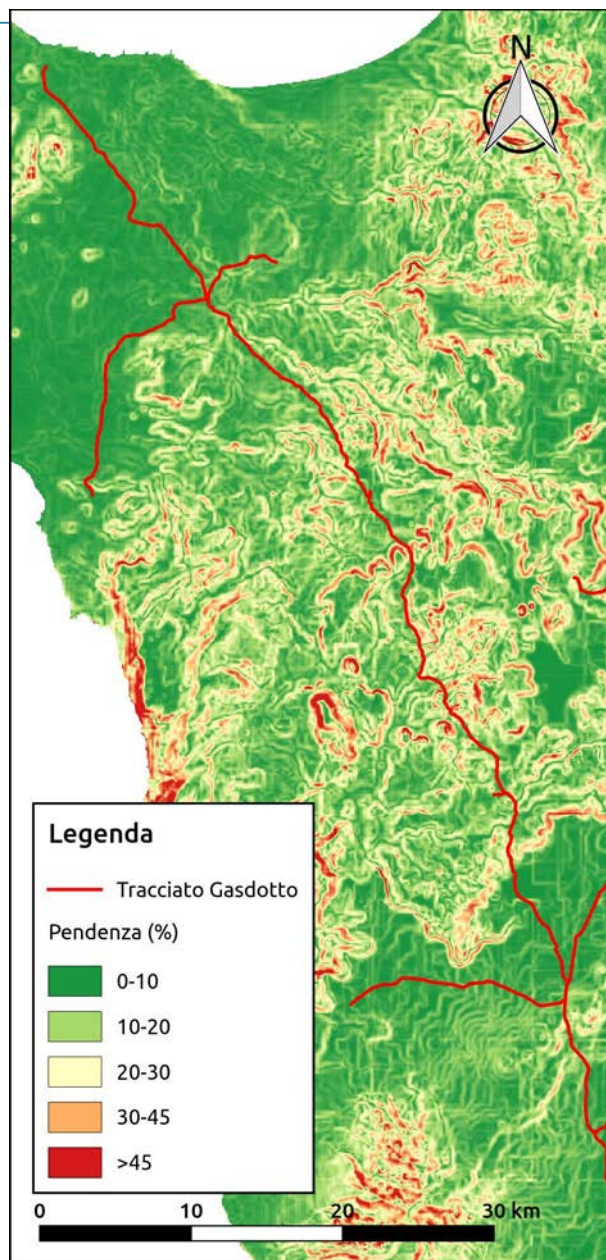 N
Legenda
Tracciato Gasdotto
Pendenza (%)
0-10
10-20
20-30
30-45
>45
0 10 20 30 km